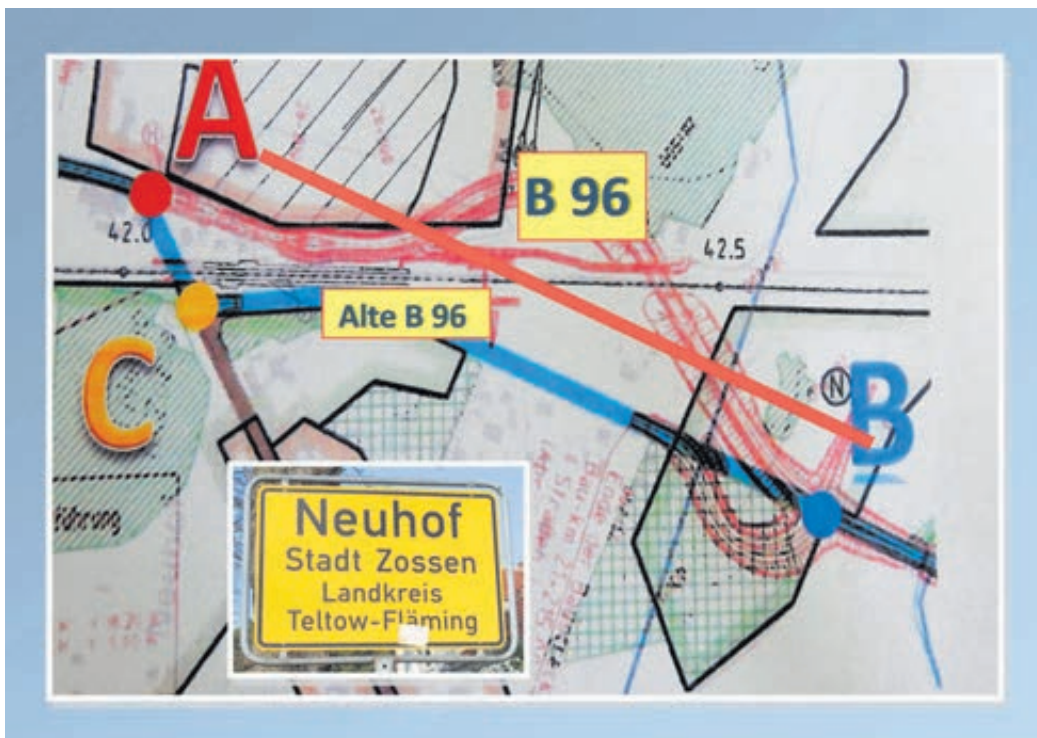 A
B 96
42.0
42.5
Alte B 96
C
N
B
Neuhof
Stadt Zossen
Landkreis
Teltow-Fläming